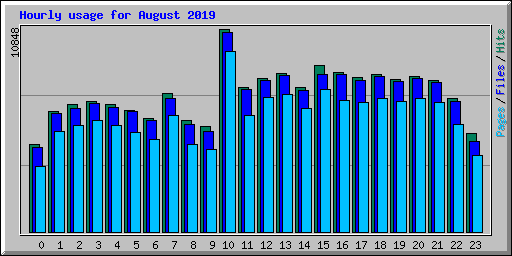 Hourly usage for August 2019
10848
Pages / Files / Hits
0 1 2 3 4 5 6 7 8 9 10 11 12 13 14 15 16 17 18 19 20 21 22 23